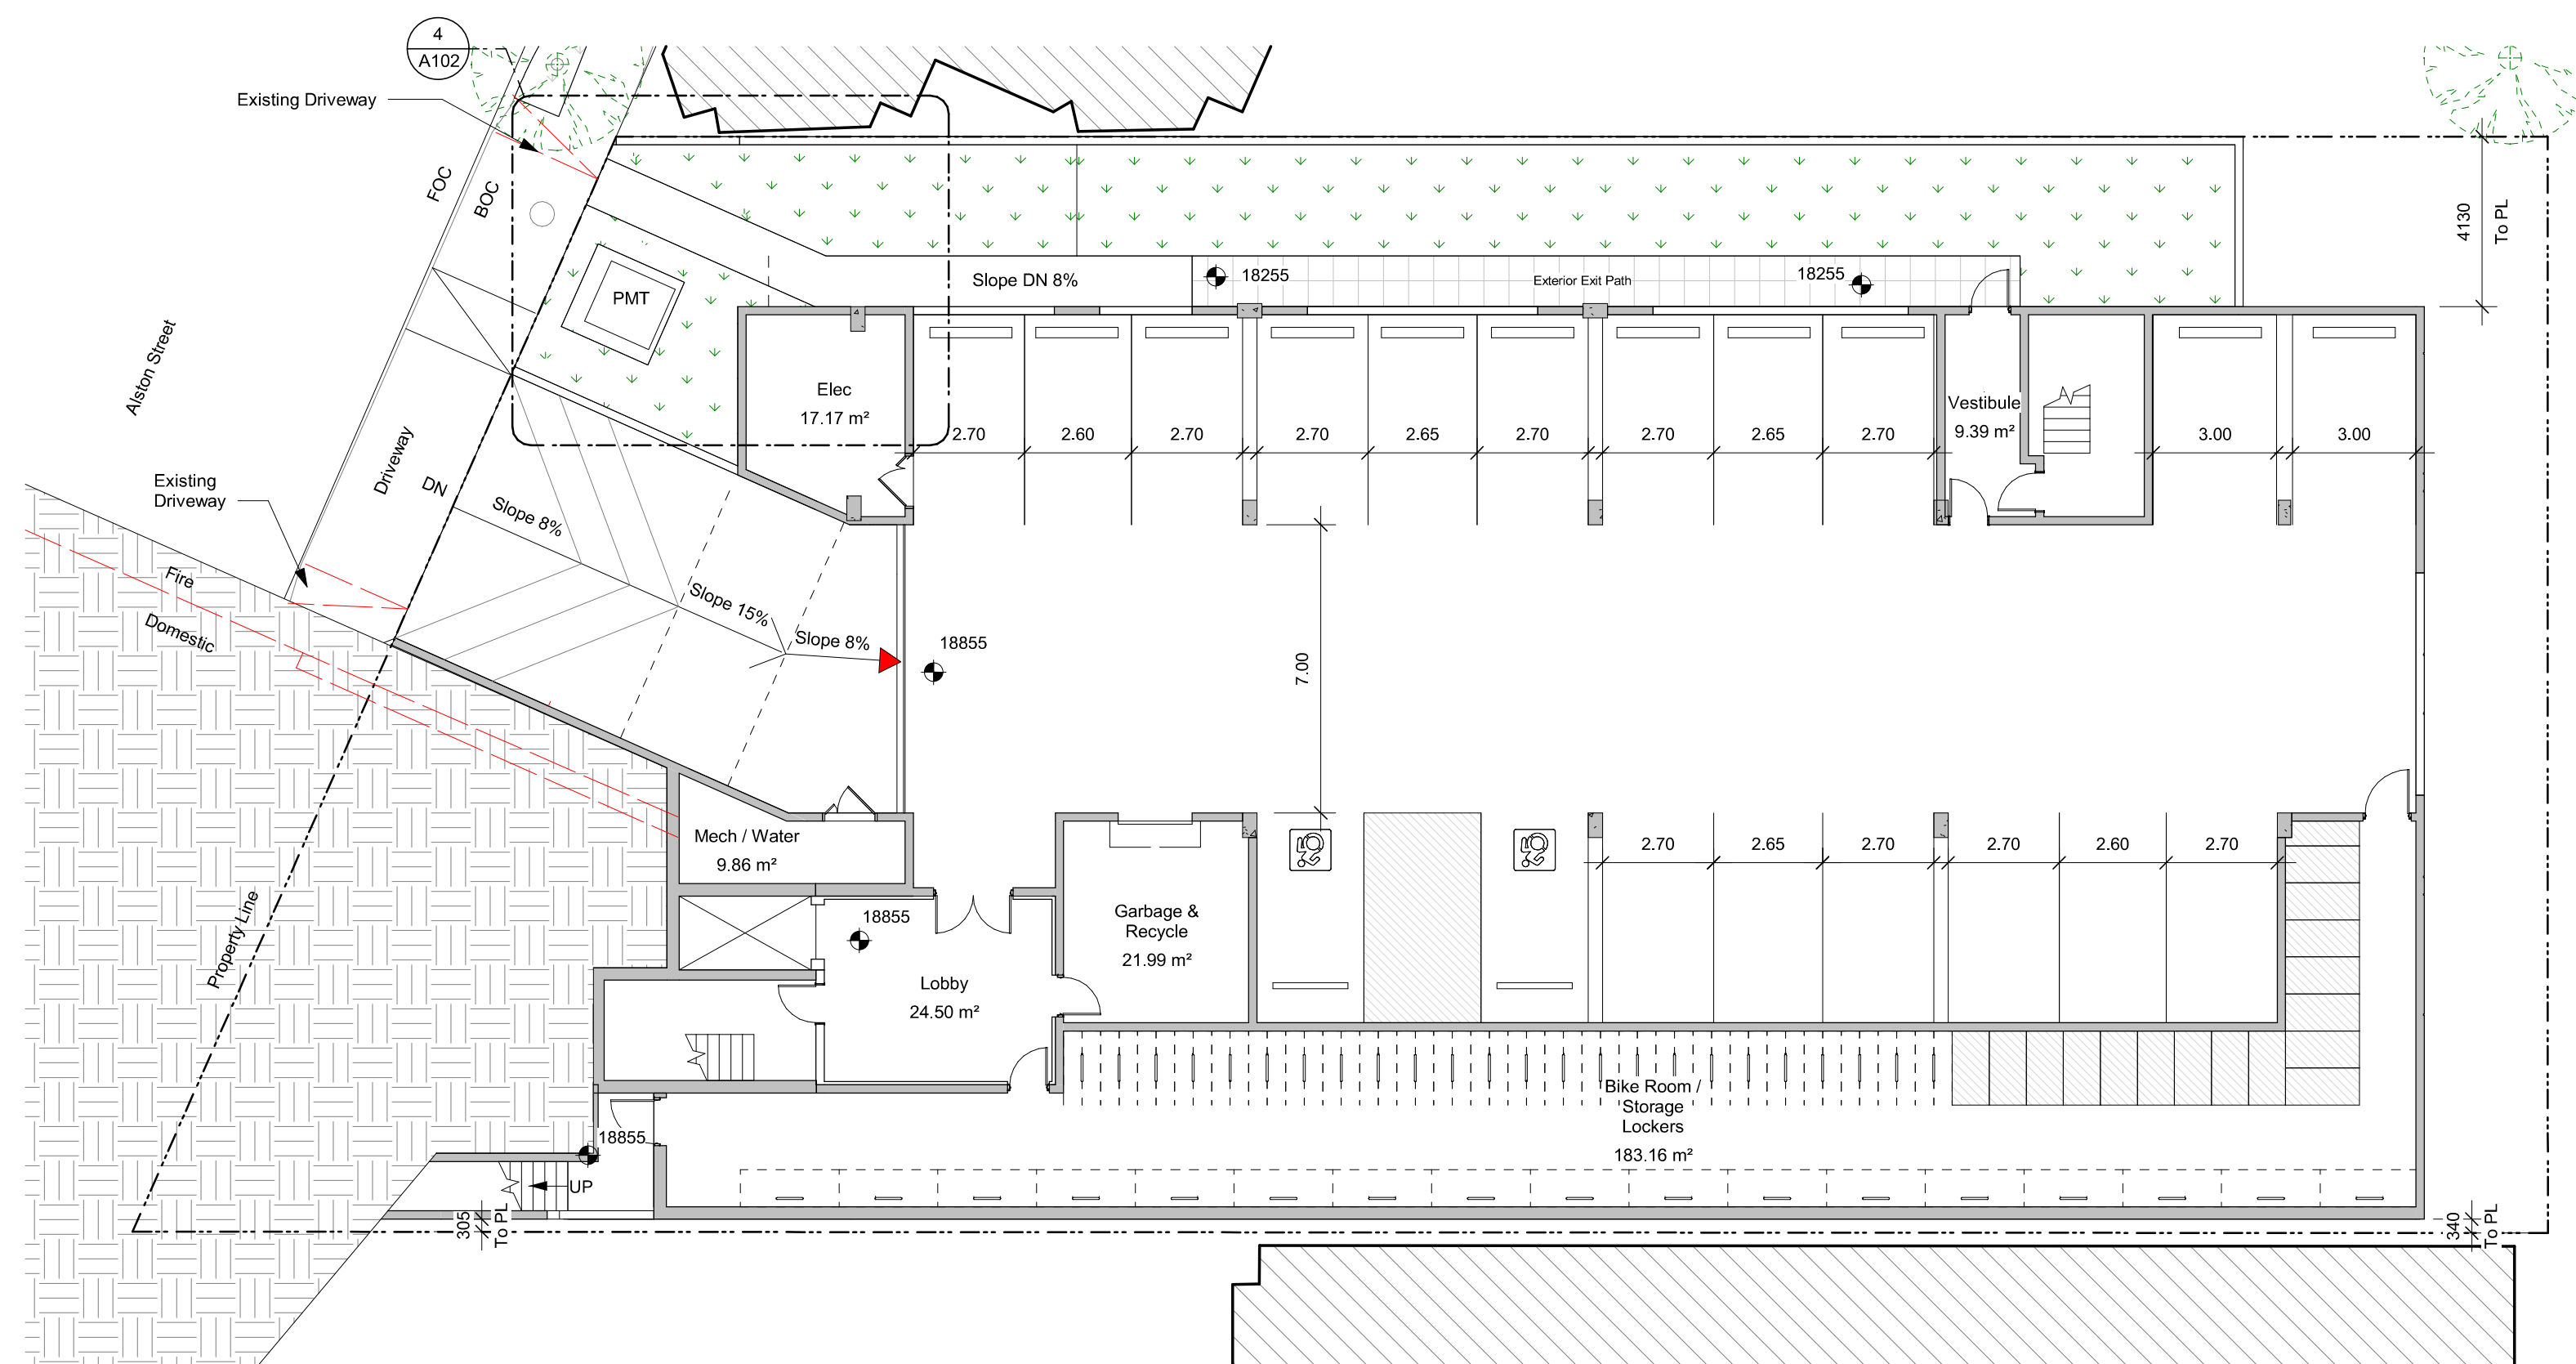 4
A102
Existing Driveway
FOC
BOC
4130
To PL
Slope DN 8%
18255
Exterior Exit Path
18255
PMT
Alston Street
Elec
17.17 m²
Vestibule
9.39 m²
2.70
2.60
2.70
2.70
2.65
2.70
2.70
2.65
2.70
3.00
3.00
Existing
Driveway
Driveway
DN
Slope 8%
Slope 15%
Slope 8%
18855
7.00
Fire
Domestic
Property Line
Mech / Water
9.86 m²
2.70
2.65
2.70
2.70
2.60
2.70
18855
Garbage &
Recycle
21.99 m²
Lobby
24.50 m²
Bike Room /
Storage
Lockers
183.16 m²
18855
UP
305
To PL
340
To PL